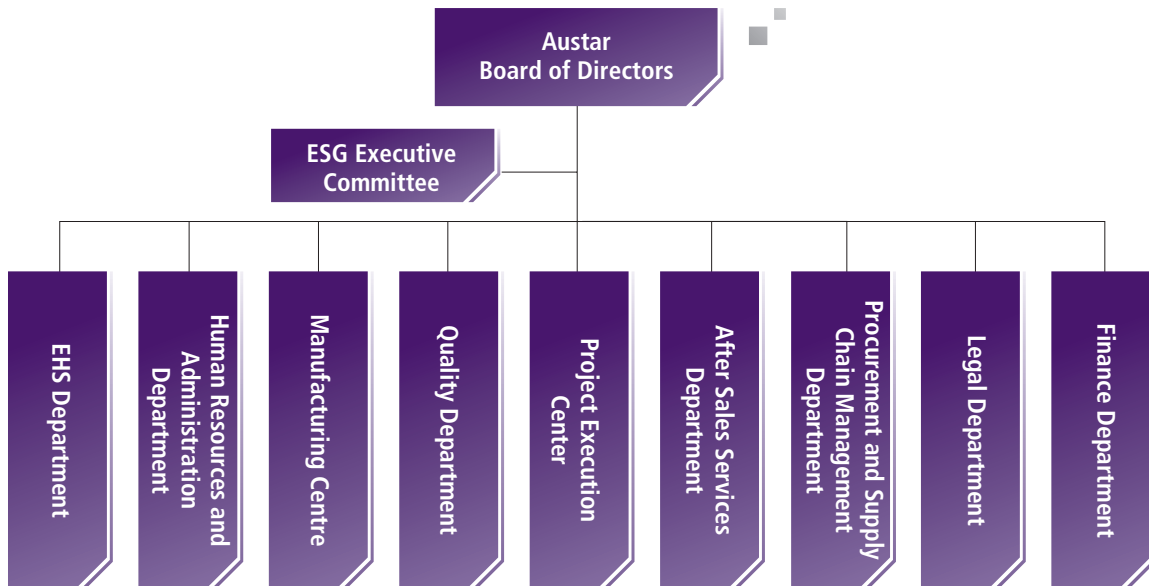 Austar
Board of Directors
ESG Executive
Committee
EHS Department
Human Resources and
Administration
Department
Manufacturing Centre
Quality Department
Project Execution
Center
After Sales Services
Department
Procurement and Supply
Chain Management
Department
Legal Department
Finance Department